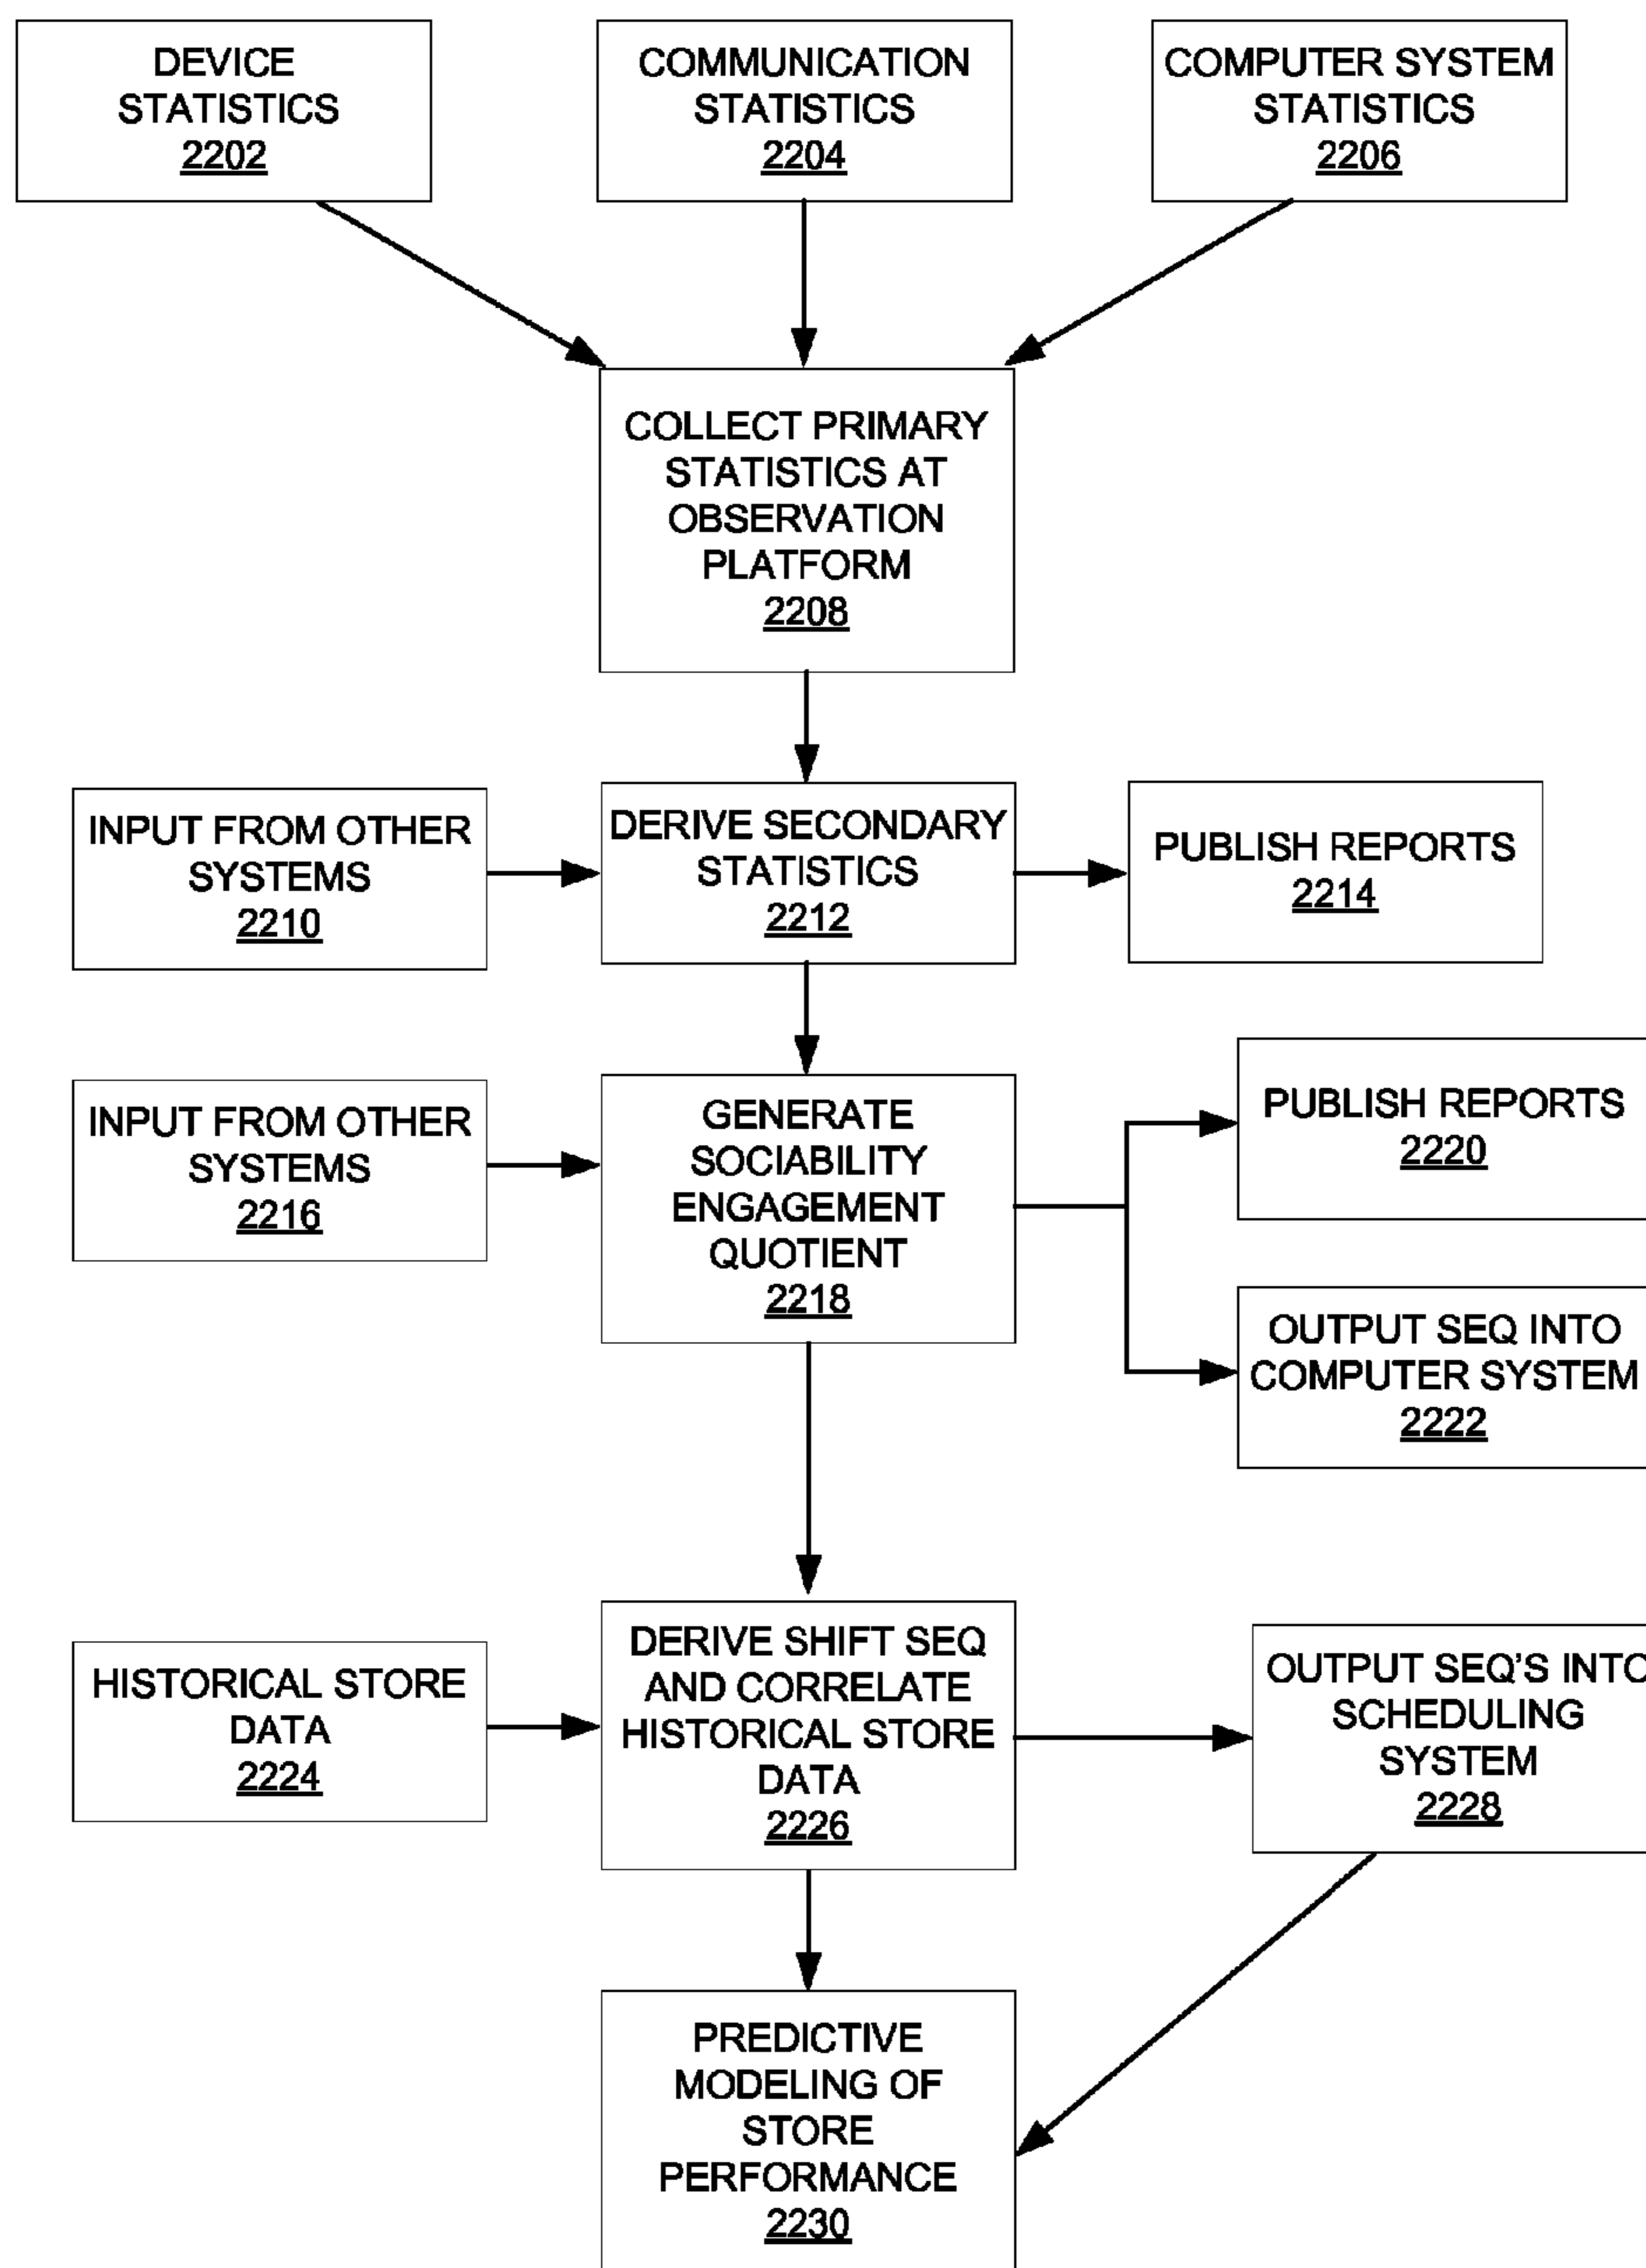 DEVICE
STATISTICS
2202
COMMUNICATION
STATISTICS
2204
COMPUTER SYSTEM
STATISTICS
2206
COLLECT PRIMARY
STATISTICS AT
OBSERVATION
PLATFORM
2208
INPUT FROM OTHER
SYSTEMS
2210
DERIVE SECONDARY
STATISTICS
2212
PUBLISH REPORTS
2214
INPUT FROM OTHER
SYSTEMS
2216
GENERATE
SOCIABILITY
ENGAGEMENT
QUOTIENT
2218
PUBLISH REPORTS
2220
OUTPUT SEQ INTO
COMPUTER SYSTEM
2222
HISTORICAL STORE
DATA
2224
DERIVE SHIFT SEQ
AND CORRELATE
HISTORICAL STORE
DATA
2226
OUTPUT SEQ'S INTO
SCHEDULING
SYSTEM
2228
PREDICTIVE
MODELING OF
STORE
PERFORMANCE
2230